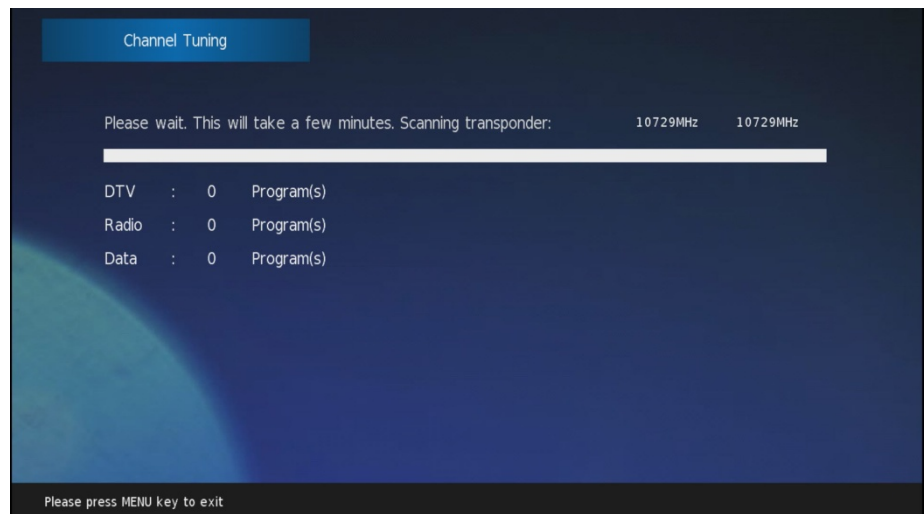 Channel Tuning
Please wait. This will take a few minutes. Scanning transponder: 10729MHz 10729MHz
DTV : 0 Program(s)
Radio : 0 Program(s)
Data : 0 Program(s)
Please press MENU key to exit